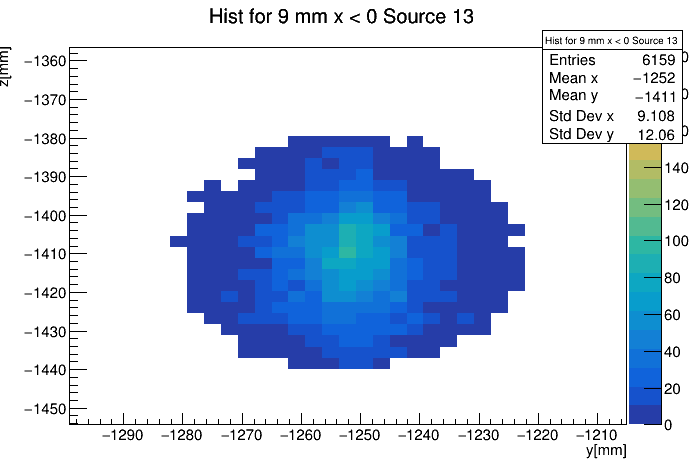 Hist for 9 mm x < 0 Source 13
Hist for 9 mm x < 0 Source 13
Entries 6159
Mean x −1252
Mean y −1411
Std Dev x 9.108
Std Dev y 12.06
z[mm]
−1360
−1370
−1380
−1390
−1400
−1410
−1420
−1430
−1440
−1450
−1290 −1280 −1270 −1260 −1250 −1240 −1230 −1220 −1210
y[mm]
140
120
100
80
60
40
20
0